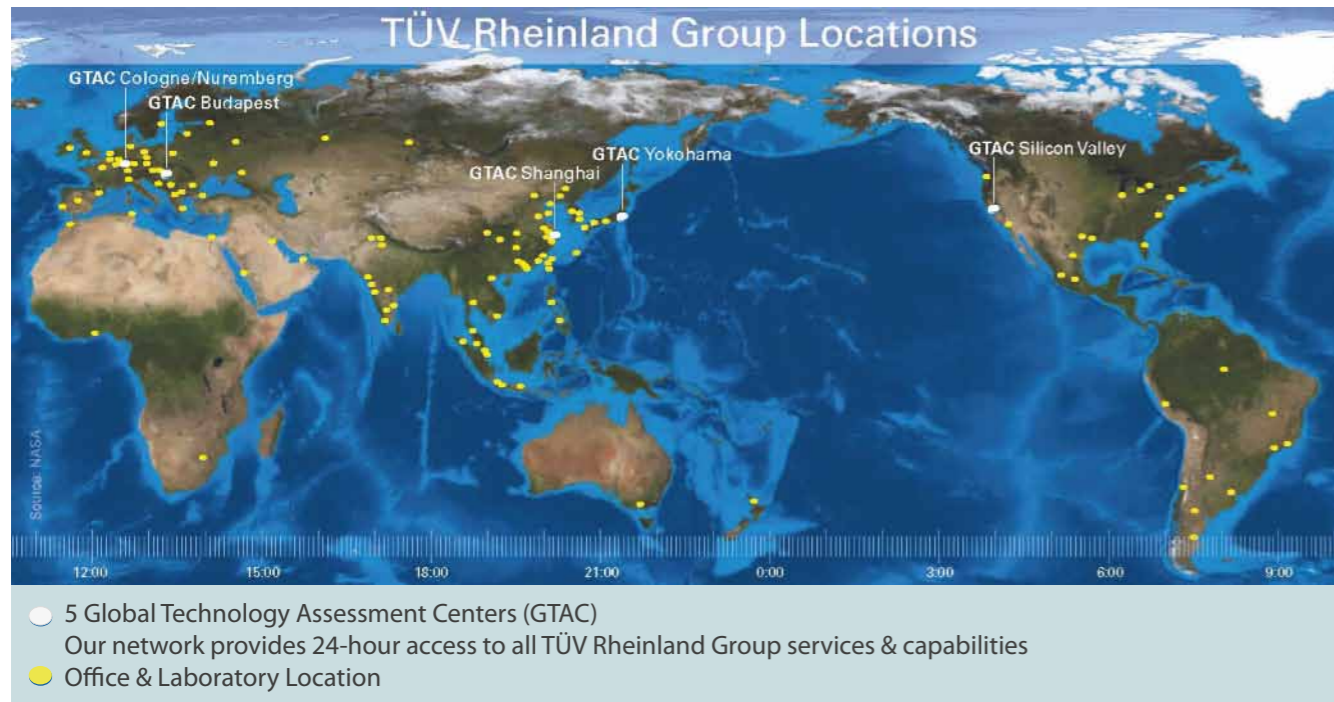 TÜV Rheinland Group Locations
GTAC Cologne/Nuremberg
GTAC Budapest
GTAC Yokohama
GTAC Silicon Valley
GTAC Shanghai
Source: NASA
12:00 15:00 18:00 21:00 0:00 3:00 6:00 9:00
5 Global Technology Assessment Centers (GTAC)
Our network provides 24-hour access to all TÜV Rheinland Group services & capabilities
Office & Laboratory Location